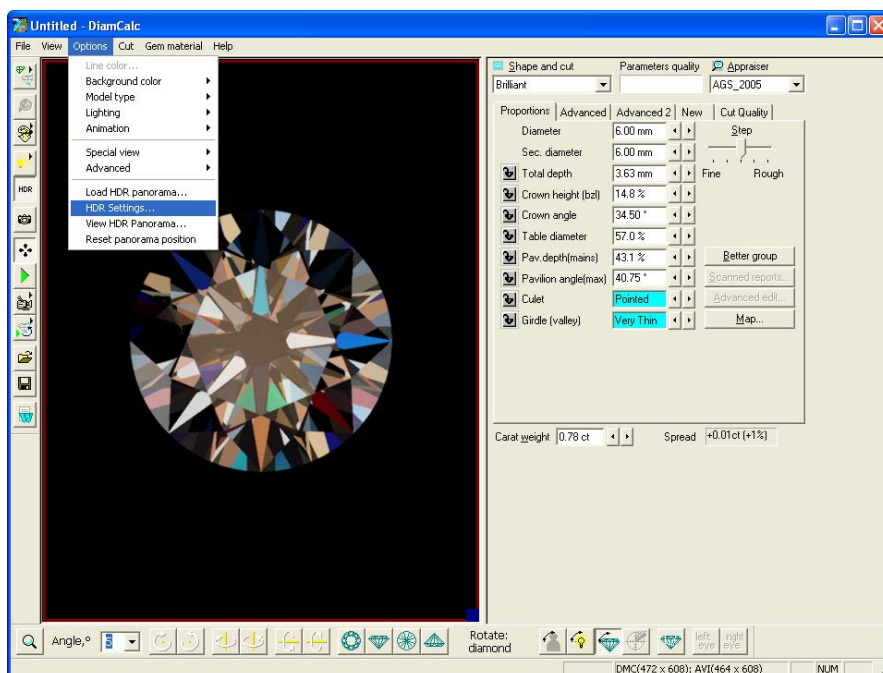 Untitled - DiamCalc
File View Options Cut Gem material Help
Line color...
Background color
Model type
Lighting
Animation
Special view
Advanced
Load HDR panorama...
HDR Settings...
View HDR Panorama...
Reset panorama position
HDR
Shape and cut Parameters quality Appraiser
Brilliant AGS_2005
Proportions Advanced Advanced 2 New Cut Quality
Diameter 6.00 mm Step
Sec. diameter 6.00 mm
Total depth 3.63 mm Fine Rough
Crown height (bzl) 14.8 %
Crown angle 34.50 °
Table diameter 57.0 %
Pav.depth(mains) 43.1 % Better group
Pavilion angle(max) 40.75 ° Scanned reports...
Culet Pointed Advanced edit...
Girdle (valley) Very Thin Map...
Carat weight 0.78 ct Spread +0.01ct (+1%)
Angle,° 5 Rotate: diamond left eye right eye
DMC(472 x 608); AVI(464 x 608) NUM